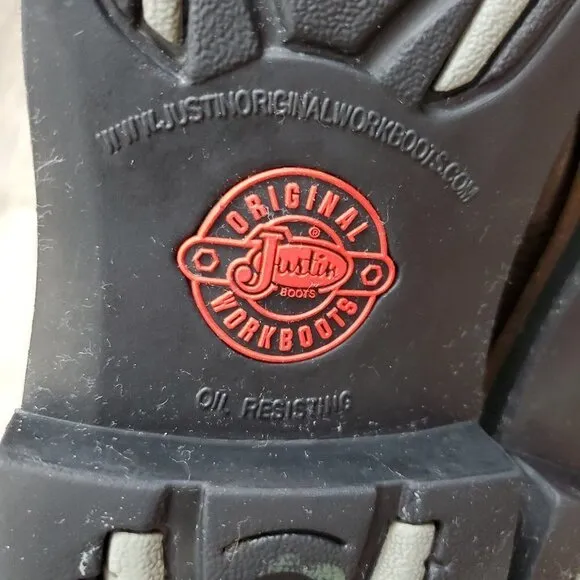 WWW.JUSTINORIGINALWORKBOOTS.COM
ORIGINAL
®
Justin
BOOTS
WORKBOOTS
OIL RESISTING